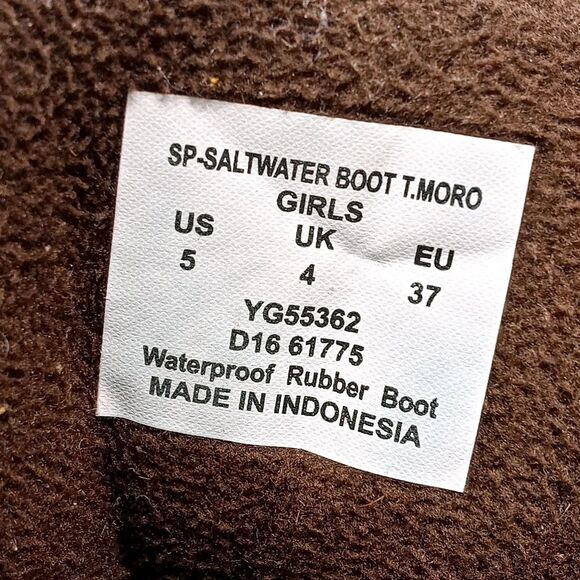 SP-SALTWATER BOOT T.MORO
GIRLS
US UK EU
5 4 37
YG55362
D16 61775
Waterproof Rubber Boot
MADE IN INDONESIA